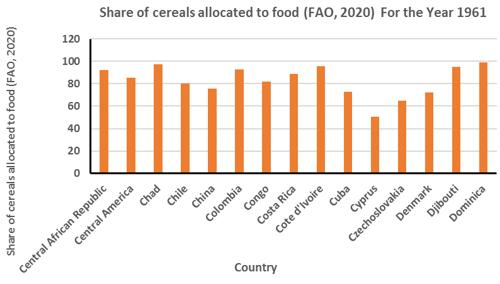 Share of cereals allocated to food (FAO, 2020)  For the Year 1961
Share of cereals allocated to food (FAO, 2020)
120
100
80
60
40
20
0
Central African Republic
Central America
Chad
Chile
China
Colombia
Congo
Costa Rica
Cote d'Ivoire
Cuba
Cyprus
Czechoslovakia
Denmark
Djibouti
Dominica
Country